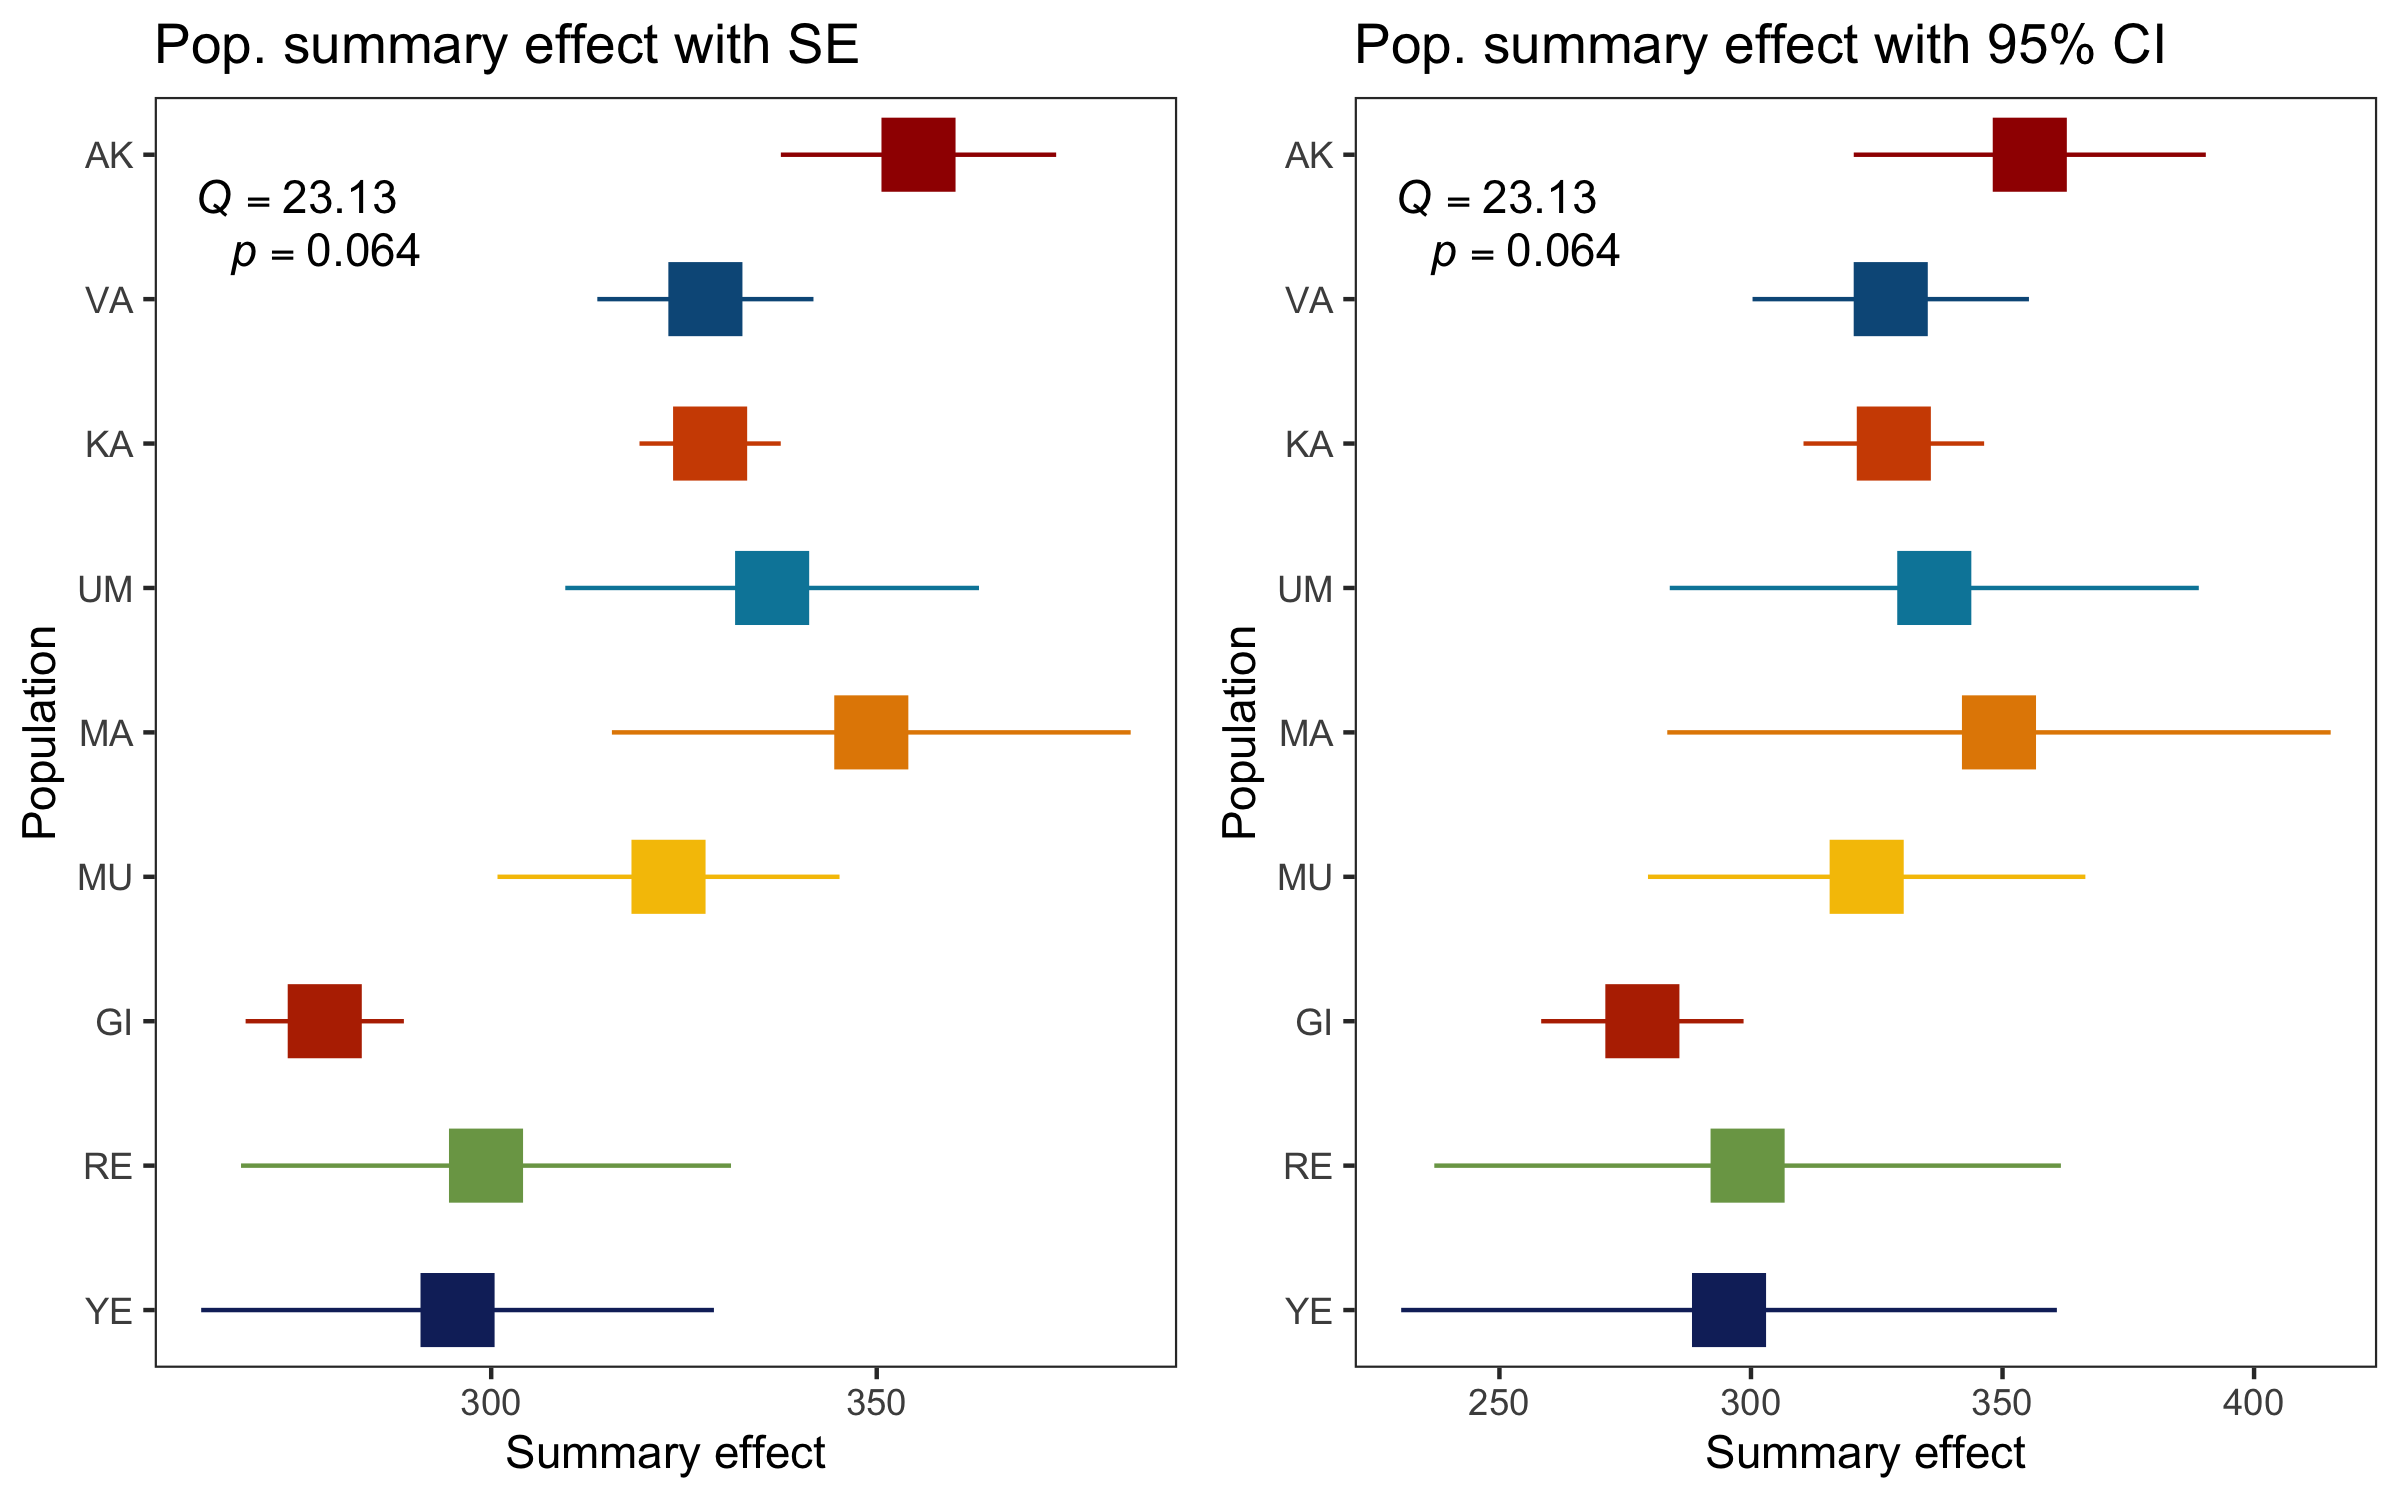 Pop. summary effect with SE
Q = 23.13
p = 0.064
AK
VA
KA
UM
MA
MU
GI
RE
YE
Population
300 350
Summary effect
Pop. summary effect with 95% CI
Q = 23.13
p = 0.064
AK
VA
KA
UM
MA
MU
GI
RE
YE
Population
250 300 350 400
Summary effect